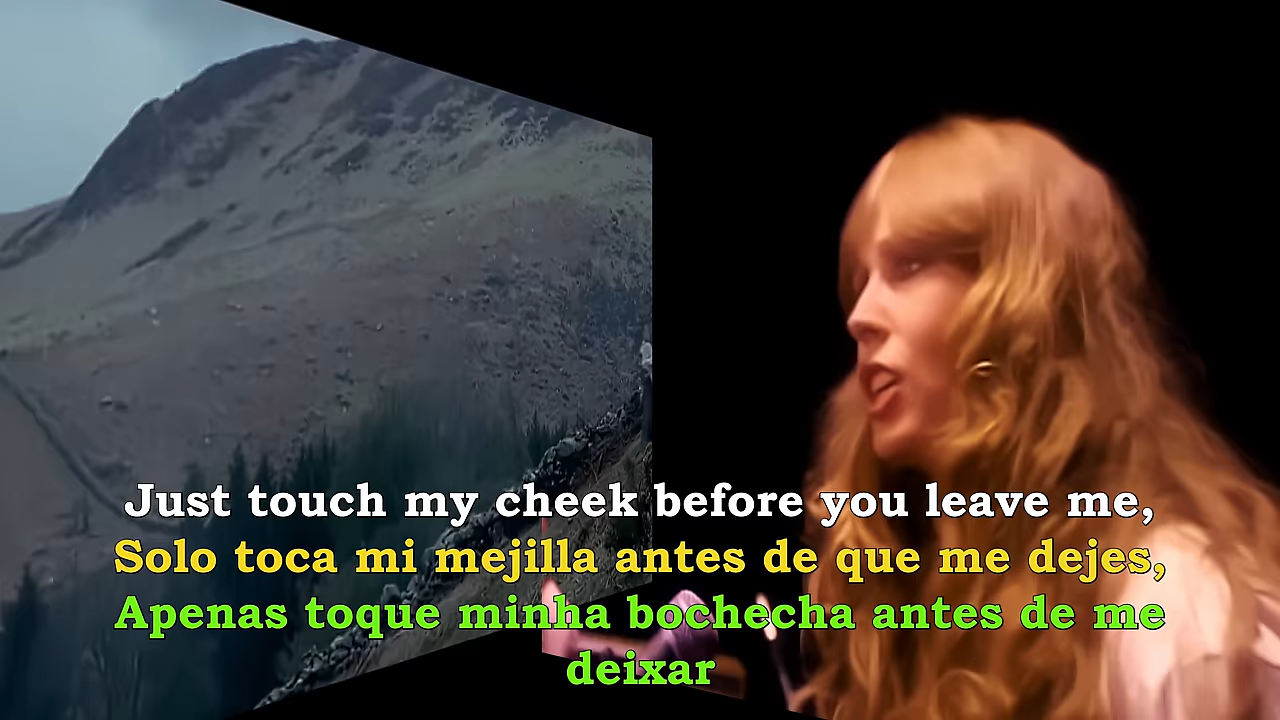 Just touch my cheek before you leave me,
Solo toca mi mejilla antes de que me dejes,
Apenas toque minha bochecha antes de me
deixar